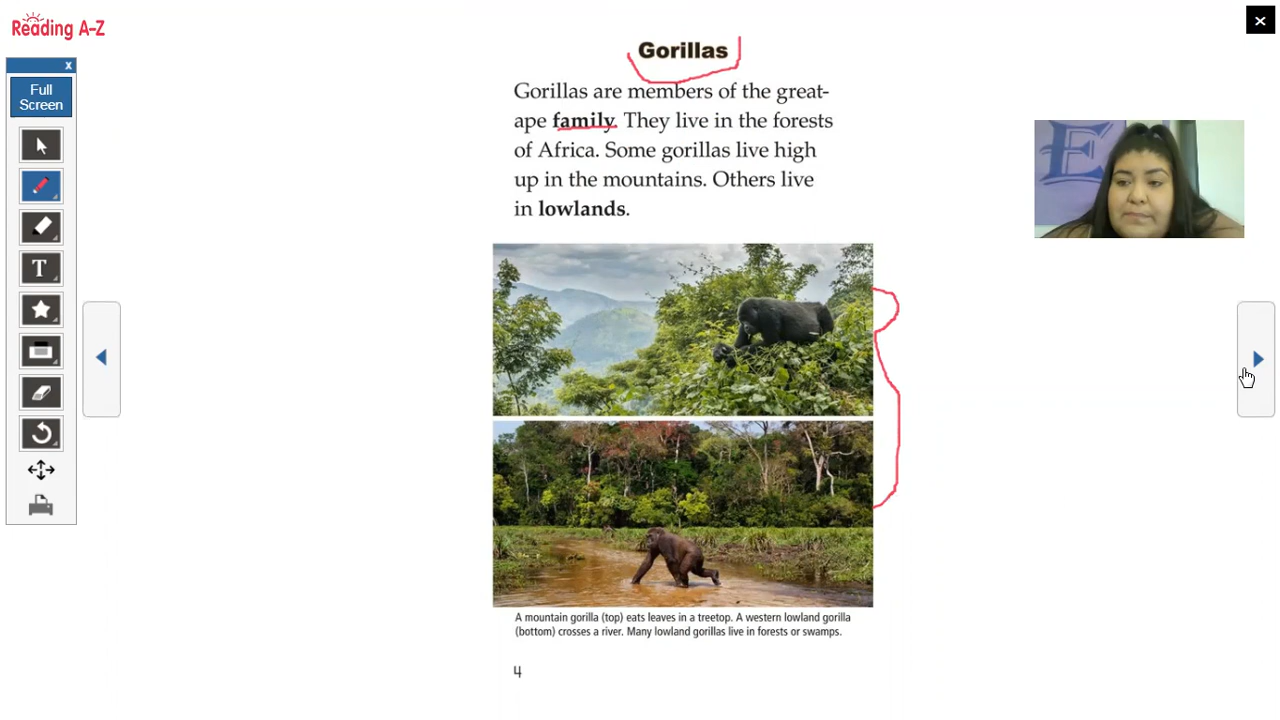 Reading A-Z
x
Full
Screen
T
Gorillas
Gorillas are members of the great-
ape family. They live in the forests
of Africa. Some gorillas live high
up in the mountains. Others live
in lowlands.
E
A mountain gorilla (top) eats leaves in a treetop. A western lowland gorilla
(bottom) crosses a river. Many lowland gorillas live in forests or swamps.
4